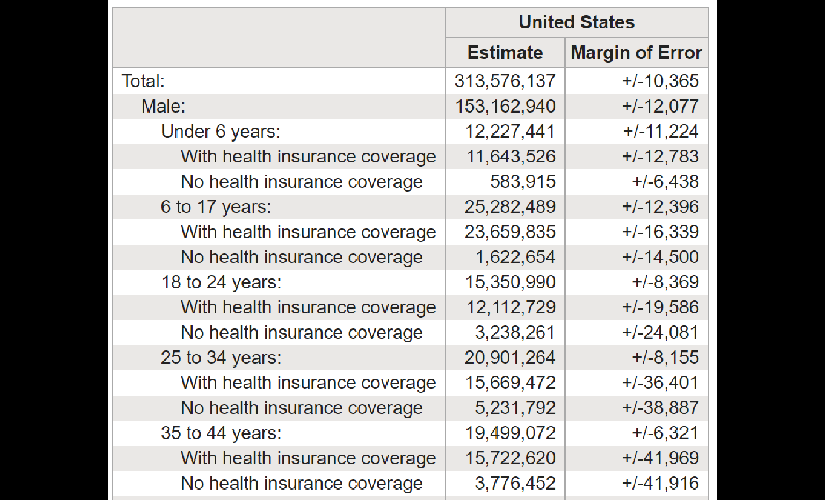 United States
Estimate Margin of Error
Total: 313,576,137 +/-10,365
Male: 153,162,940 +/-12,077
Under 6 years: 12,227,441 +/-11,224
With health insurance coverage 11,643,526 +/-12,783
No health insurance coverage 583,915 +/-6,438
6 to 17 years: 25,282,489 +/-12,396
With health insurance coverage 23,659,835 +/-16,339
No health insurance coverage 1,622,654 +/-14,500
18 to 24 years: 15,350,990 +/-8,369
With health insurance coverage 12,112,729 +/-19,586
No health insurance coverage 3,238,261 +/-24,081
25 to 34 years: 20,901,264 +/-8,155
With health insurance coverage 15,669,472 +/-36,401
No health insurance coverage 5,231,792 +/-38,887
35 to 44 years: 19,499,072 +/-6,321
With health insurance coverage 15,722,620 +/-41,969
No health insurance coverage 3,776,452 +/-41,916